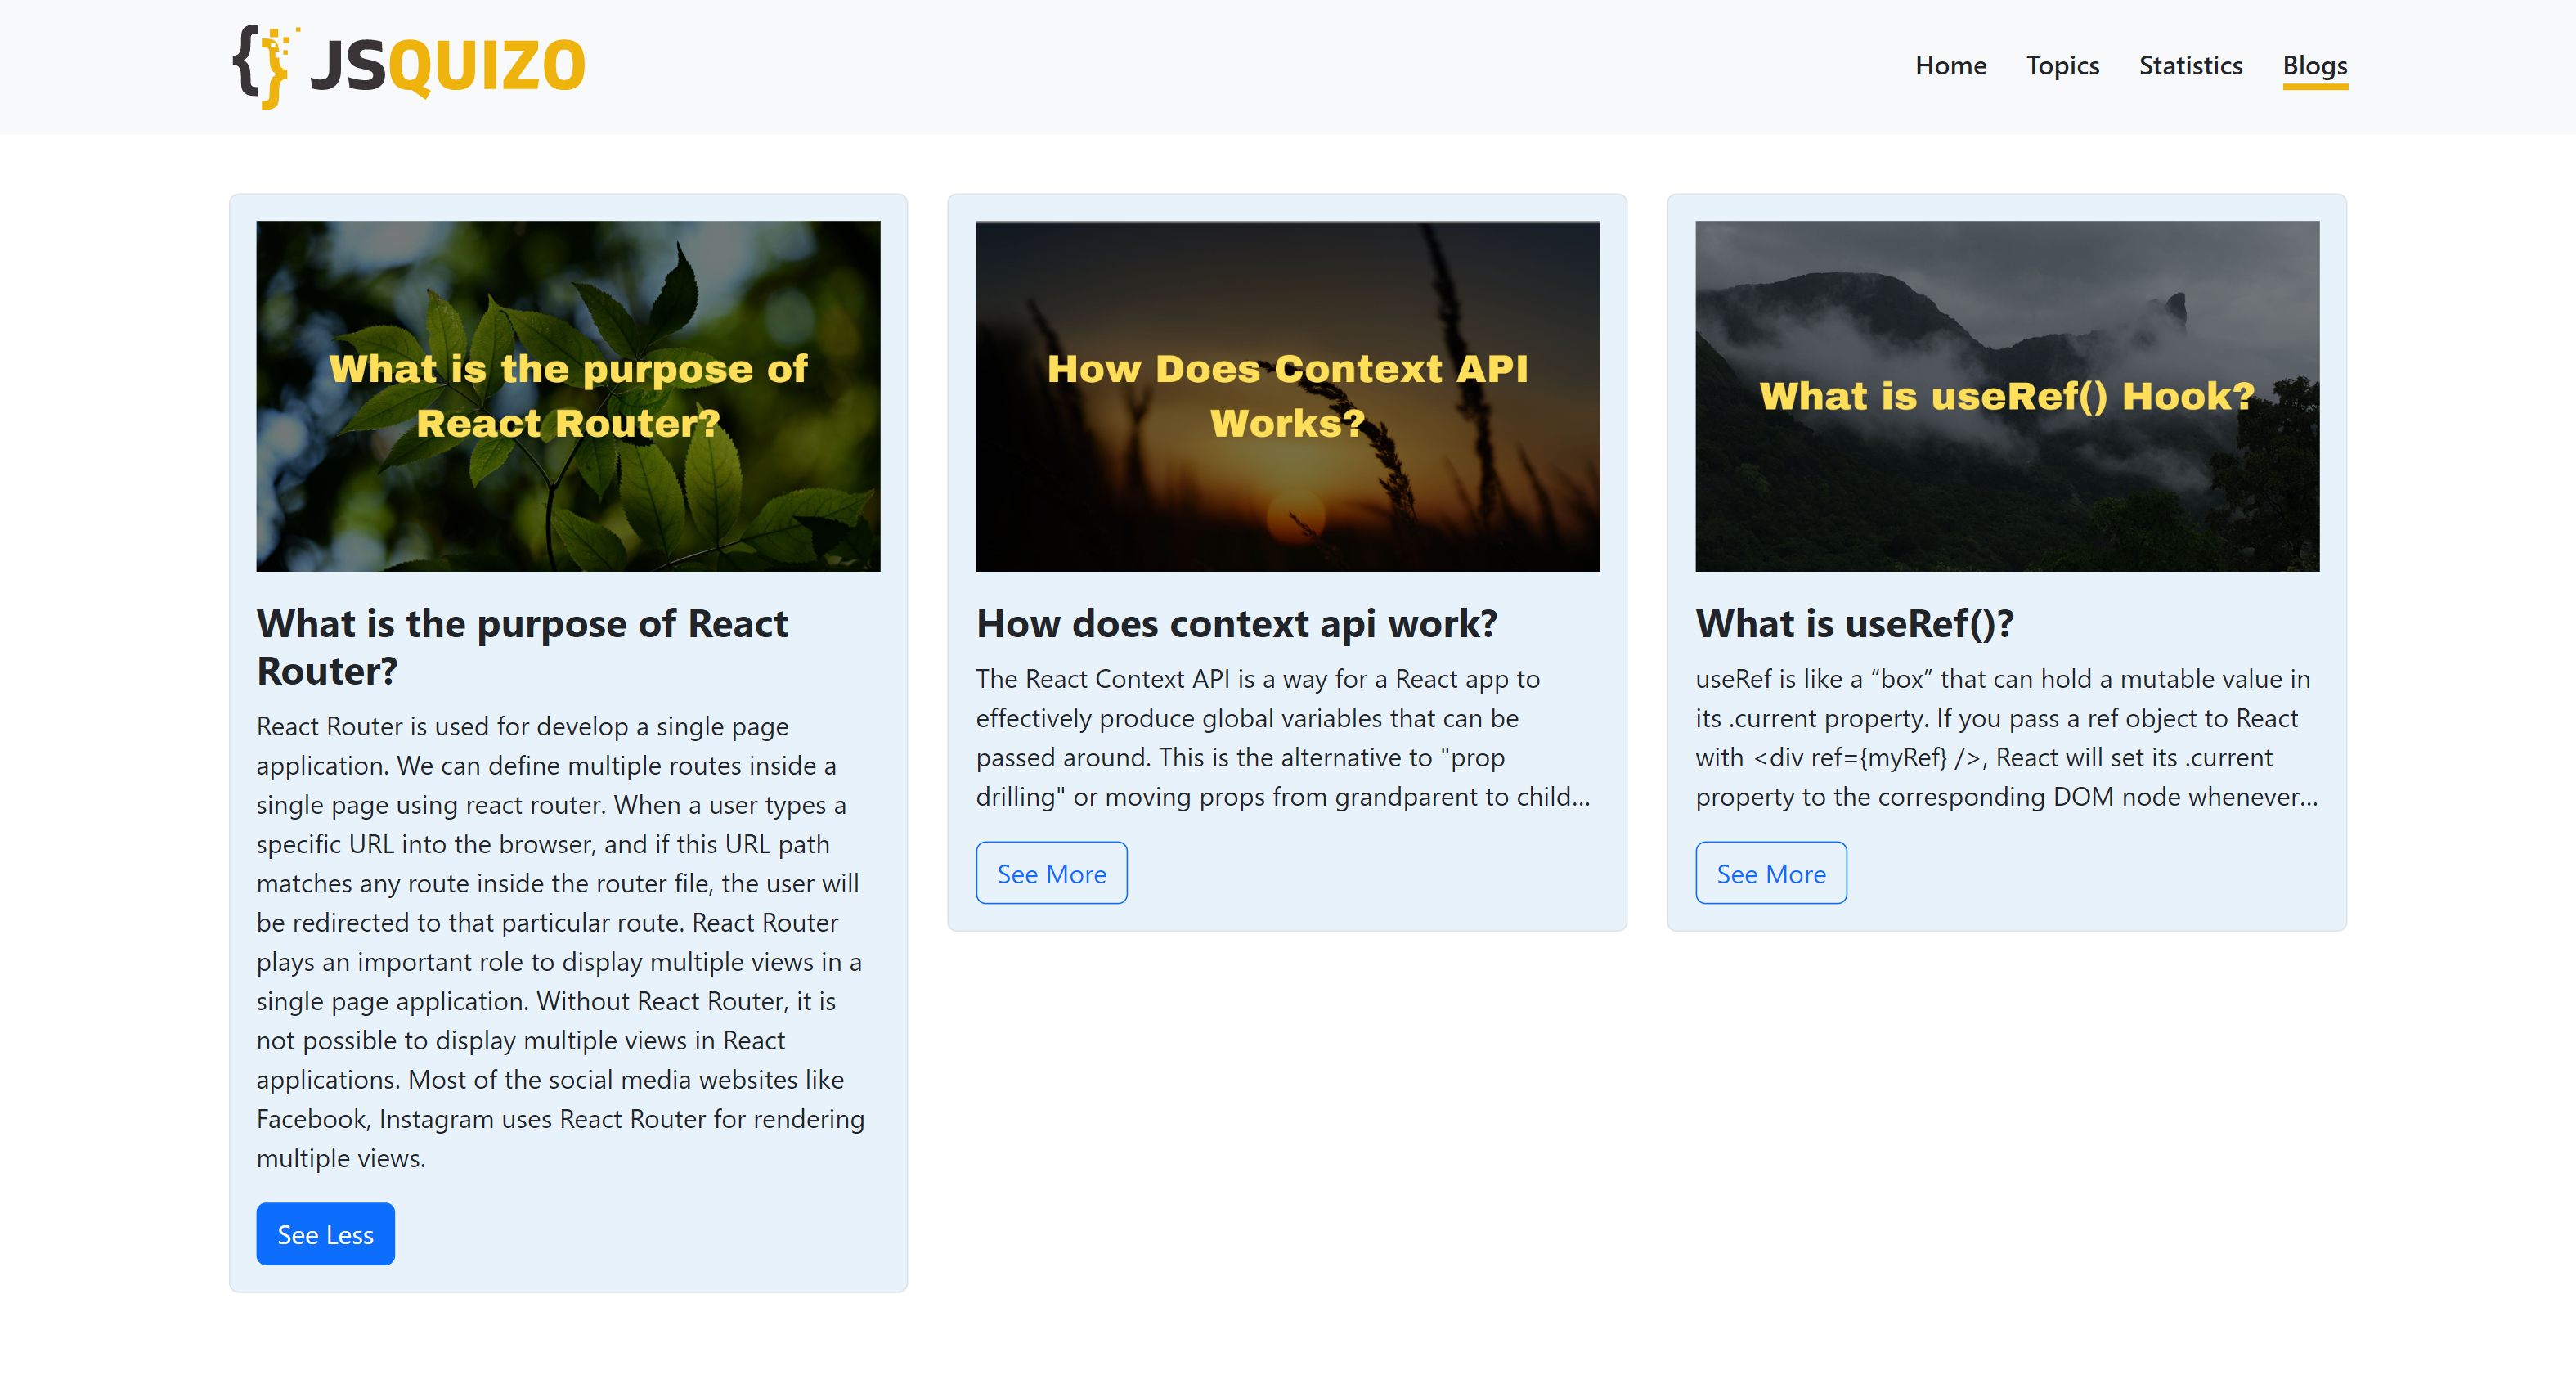 JSQUIZO
Home Topics Statistics Blogs
What is the purpose of
React Router?
What is the purpose of React
Router?
React Router is used for develop a single page
application. We can define multiple routes inside a
single page using react router. When a user types a
specific URL into the browser, and if this URL path
matches any route inside the router file, the user will
be redirected to that particular route. React Router
plays an important role to display multiple views in a
single page application. Without React Router, it is
not possible to display multiple views in React
applications. Most of the social media websites like
Facebook, Instagram uses React Router for rendering
multiple views.
See Less
How Does Context API
Works?
How does context api work?
The React Context API is a way for a React app to
effectively produce global variables that can be
passed around. This is the alternative to "prop
drilling" or moving props from grandparent to child...
See More
What is useRef() Hook?
What is useRef()?
useRef is like a “box” that can hold a mutable value in
its .current property. If you pass a ref object to React
with <div ref={myRef} />, React will set its .current
property to the corresponding DOM node whenever...
See More